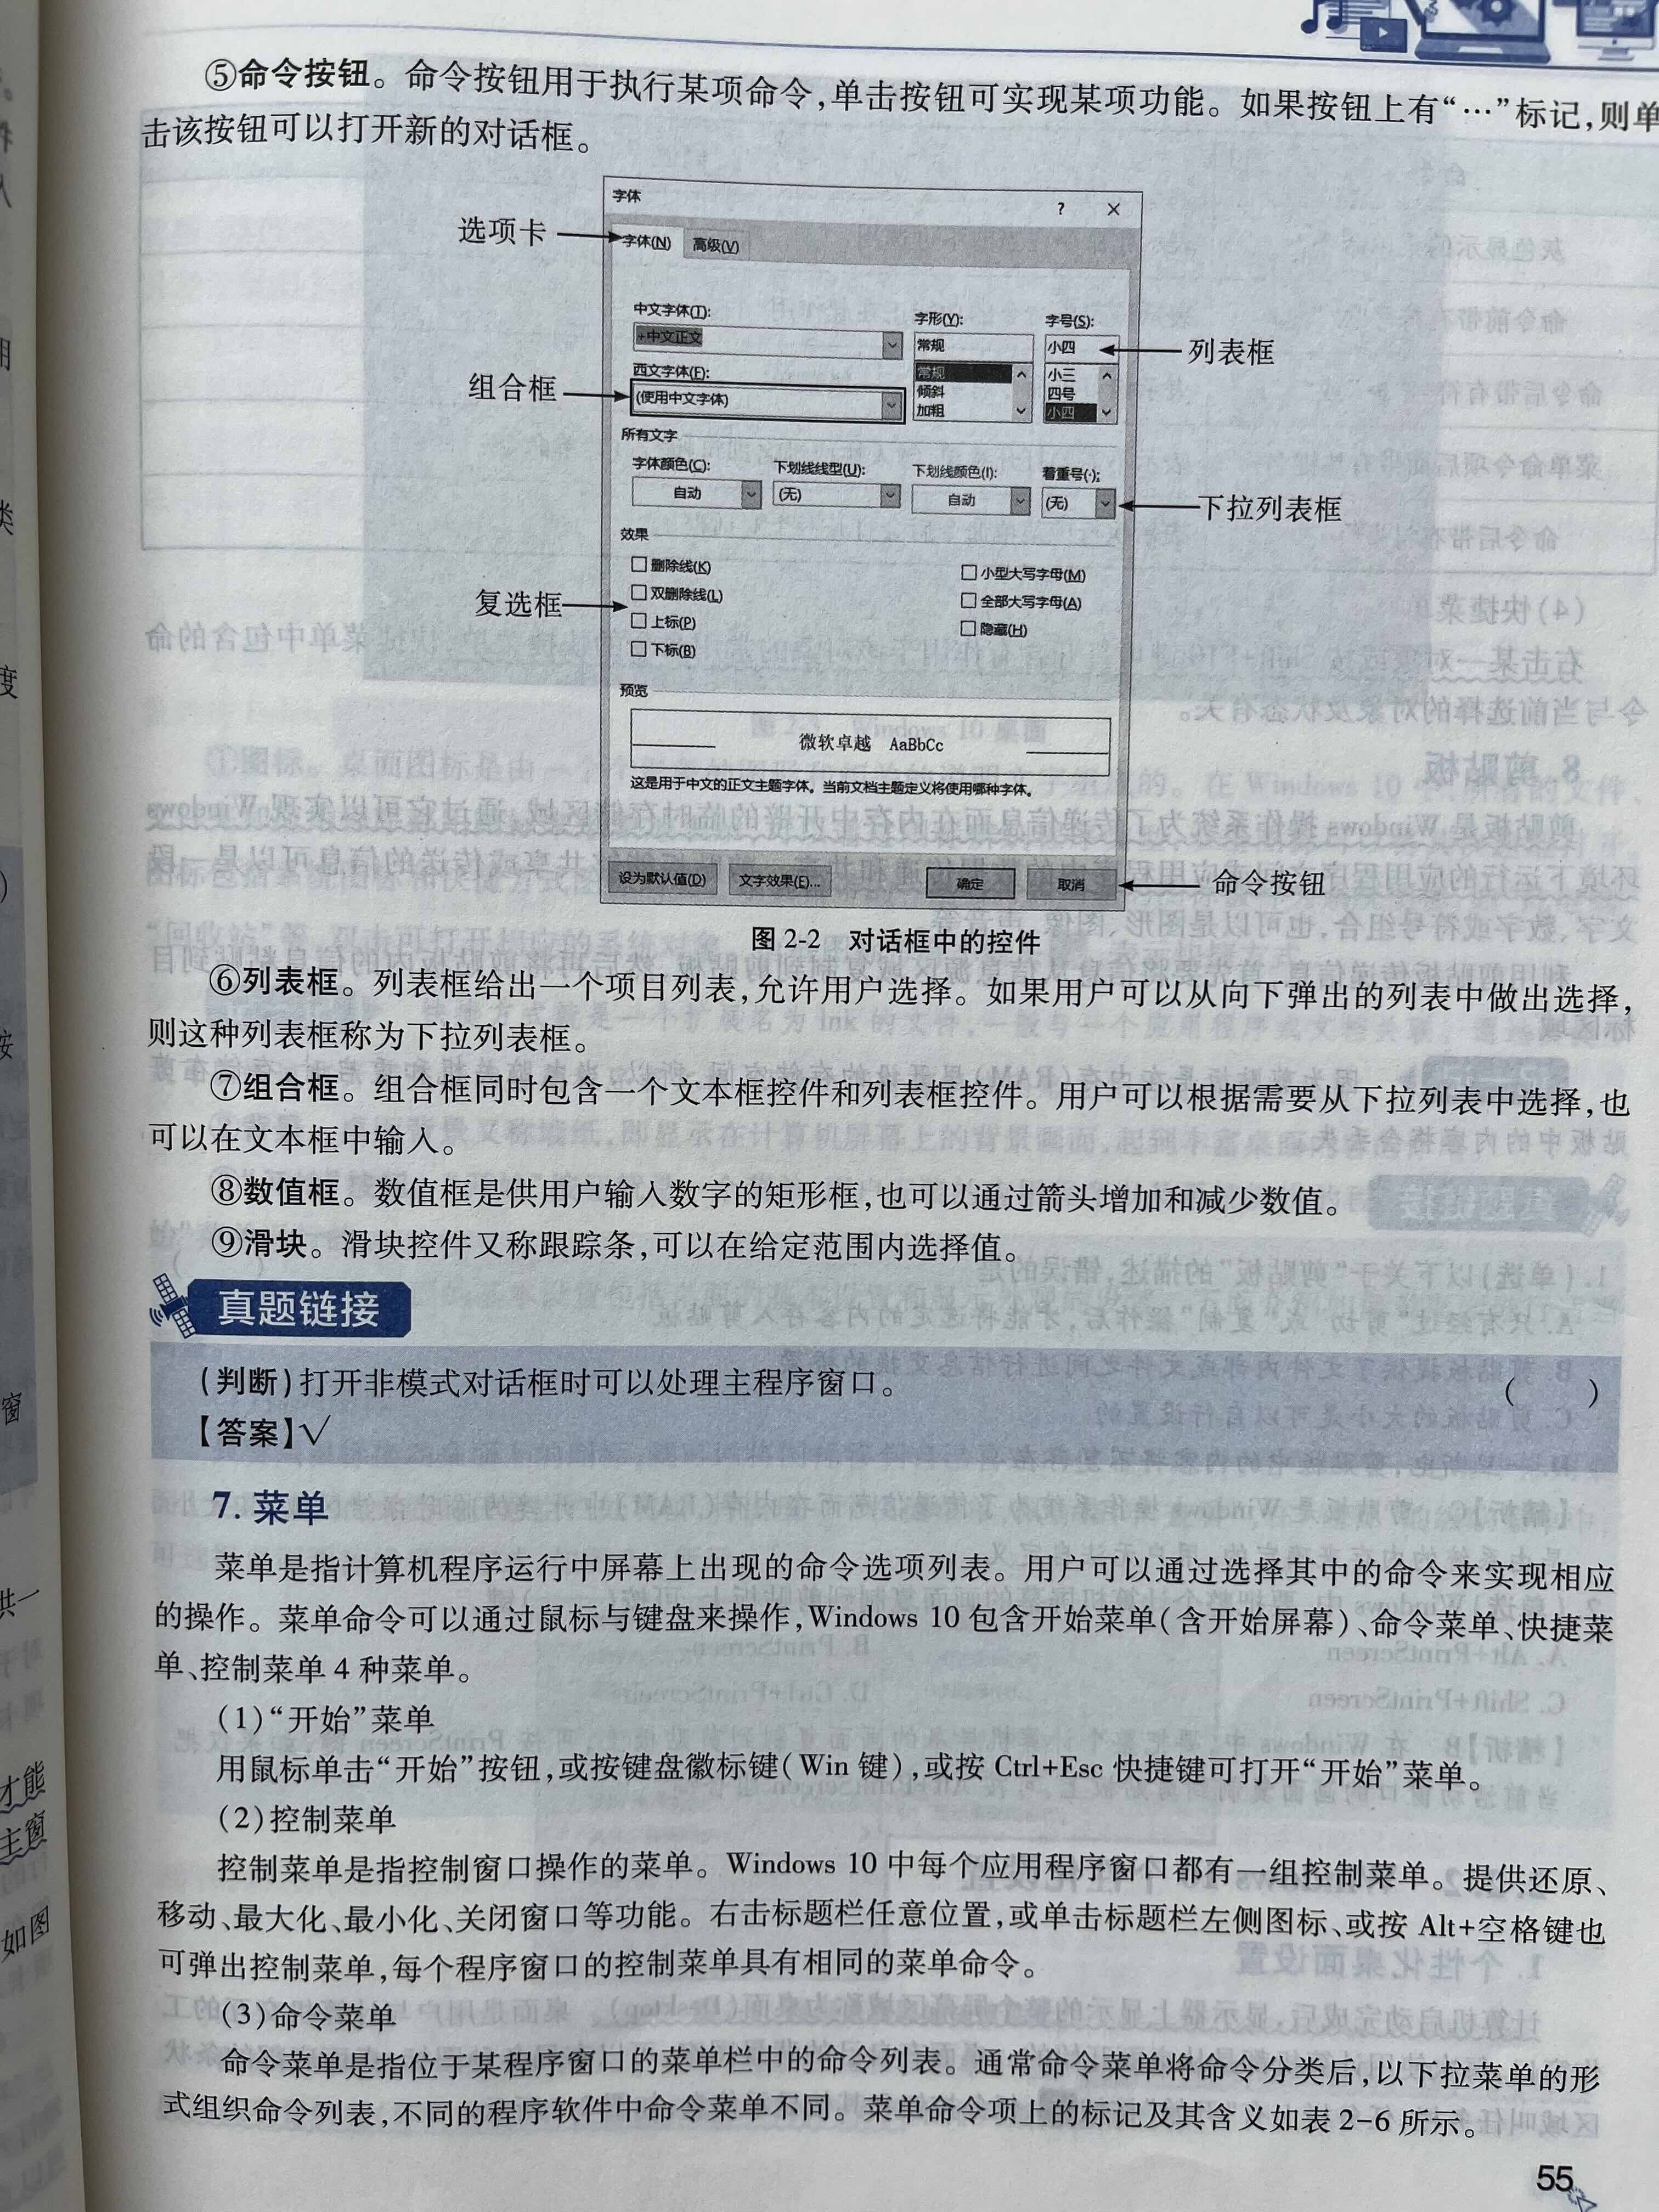 ⑤命令按钮。命令按钮用于执行某项命令,单击按钮可实现某项功能。如果按钮上有“…”标记,则单
击该按钮可以打开新的对话框。
字体
? ×
选项卡
字体(N) 高级(V)
中文字体(T):
字形(Y):
字号(S):
+中文正文
常规
小四
列表框
西文字体(F):
常规
倾斜
加粗
小三
四号
小四
组合框
(使用中文字体)
所有文字
字体颜色(C):
下划线线型(U):
下划线颜色(I):
着重号(·):
自动
(无)
自动
(无)
下拉列表框
效果
复选框
删除线(K)
双删除线(L)
上标(P)
下标(B)
小型大写字母(M)
全部大写字母(A)
隐藏(H)
预览
微软卓越 AaBbCc
这是用于中文的正文主题字体。当前文档主题定义将使用哪种字体。
设为默认值(D) 文字效果(E)... 确定 取消
命令按钮
图 2-2 对话框中的控件
⑥列表框。列表框给出一个项目列表,允许用户选择。如果用户可以从向下弹出的列表中做出选择,
则这种列表框称为下拉列表框。
⑦组合框。组合框同时包含一个文本框控件和列表框控件。用户可以根据需要从下拉列表中选择,也
可以在文本框中输入。
⑧数值框。数值框是供用户输入数字的矩形框,也可以通过箭头增加和减少数值。
⑨滑块。滑块控件又称跟踪条,可以在给定范围内选择值。
真题链接
(判断)打开非模式对话框时可以处理主程序窗口。 ( )
【答案】√
7. 菜单
菜单是指计算机程序运行中屏幕上出现的命令选项列表。用户可以通过选择其中的命令来实现相应
的操作。菜单命令可以通过鼠标与键盘来操作,Windows 10 包含开始菜单(含开始屏幕)、命令菜单、快捷菜
单、控制菜单 4 种菜单。
(1)“开始”菜单
用鼠标单击“开始”按钮,或按键盘徽标键(Win 键),或按 Ctrl+Esc 快捷键可打开“开始”菜单。
(2)控制菜单
控制菜单是指控制窗口操作的菜单。Windows 10 中每个应用程序窗口都有一组控制菜单。提供还原、
移动、最大化、最小化、关闭窗口等功能。右击标题栏任意位置,或单击标题栏左侧图标、或按 Alt+空格键也
可弹出控制菜单,每个程序窗口的控制菜单具有相同的菜单命令。
(3)命令菜单
命令菜单是指位于某程序窗口的菜单栏中的命令列表。通常命令菜单将命令分类后,以下拉菜单的形
式组织命令列表,不同的程序软件中命令菜单不同。菜单命令项上的标记及其含义如表 2-6 所示。
55